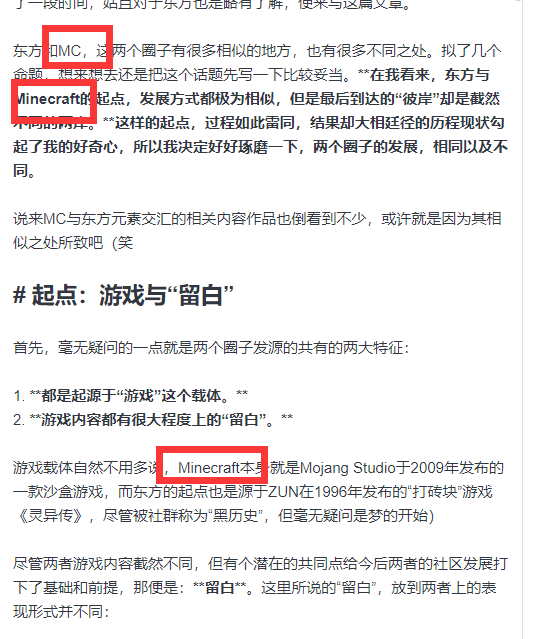 了一段时间，姑且对于东方也是略有了解，便来写这篇文章。
东方和MC，这两个圈子有很多相似的地方，也有很多不同之处。拟了几个
命题，想来想去还是把这个话题先写一下比较妥当。**在我看来，东方与
Minecraft的起点，发展方式都极为相似，但是最后到达的“彼岸”却是截然
不同的两岸。**这样的起点，过程如此雷同，结果却大相廷径的历程现状勾
起了我的好奇心，所以我决定好好琢磨一下，两个圈子的发展，相同以及不
同。
说来MC与东方元素交汇的相关内容作品也倒看到不少，或许就是因为其相
似之处所致吧（笑
# 起点：游戏与“留白”
首先，毫无疑问的一点就是两个圈子发源的共有的两大特征：
1. **都是起源于“游戏”这个载体。**
2. **游戏内容都有很大程度上的“留白”。**
游戏载体自然不用多说，Minecraft本身就是Mojang Studio于2009年发布的
一款沙盒游戏，而东方的起点也是源于ZUN在1996年发布的“打砖块”游戏
《灵异传》，尽管被社群称为“黑历史”，但毫无疑问是梦的开始）
尽管两者游戏内容截然不同，但有个潜在的共同点给今后两者的社区发展打
下了基础和前提，那便是：**留白**。这里所说的“留白”，放到两者上的表
现形式并不同：